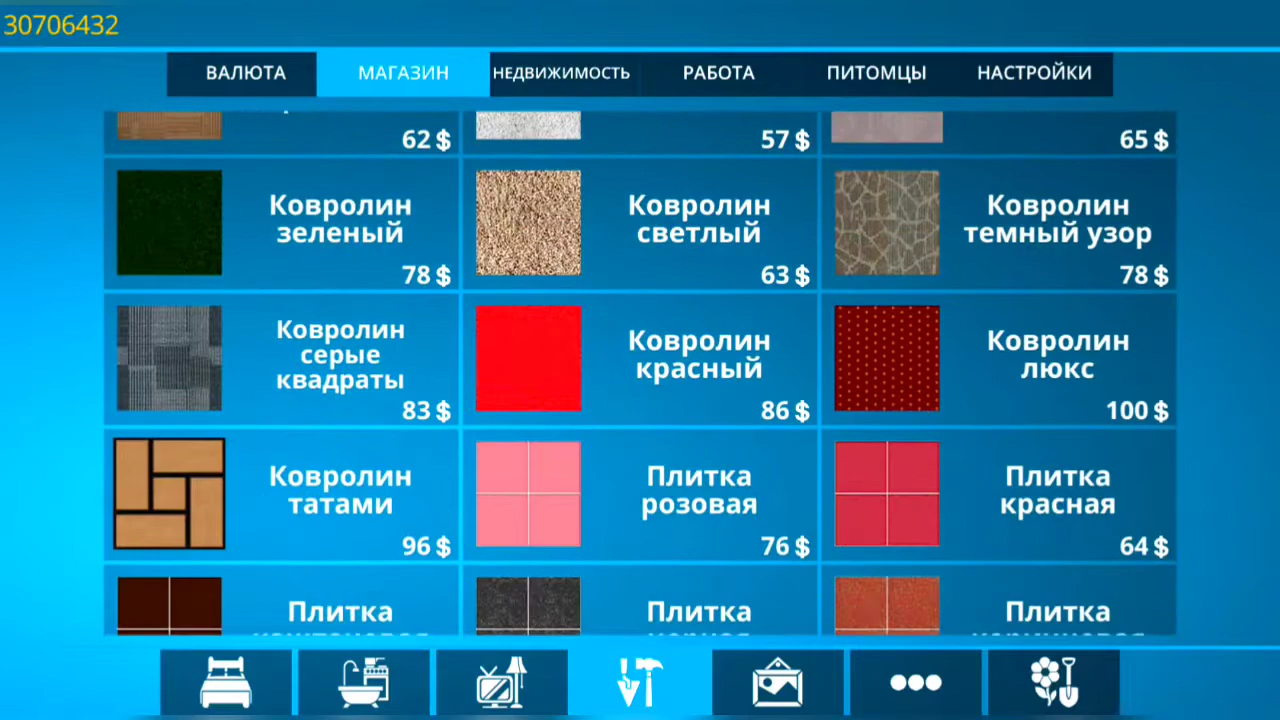 30706432
ВАЛЮТА
МАГАЗИН
НЕДВИЖИМОСТЬ
РАБОТА
ПИТОМЦЫ
НАСТРОЙКИ
62 $
57 $
65 $
Ковролин
зеленый
78 $
Ковролин
светлый
63 $
Ковролин
темный узор
78 $
Ковролин
серые
квадраты
83 $
Ковролин
красный
86 $
Ковролин
люкс
100 $
Ковролин
татами
96 $
Плитка
розовая
76 $
Плитка
красная
64 $
Плитка
Плитка
Плитка